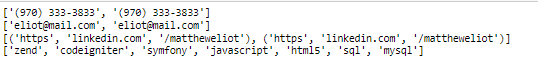 ['(970) 333-3833', '(970) 333-3833']
['eliot@mail.com', 'eliot@mail.com']
[('https', 'linkedin.com', '/mattheweliot'), ('https', 'linkedin.com', '/mattheweliot')]
['zend', 'codeigniter', 'symfony', 'javascript', 'html5', 'sql', 'mysql']